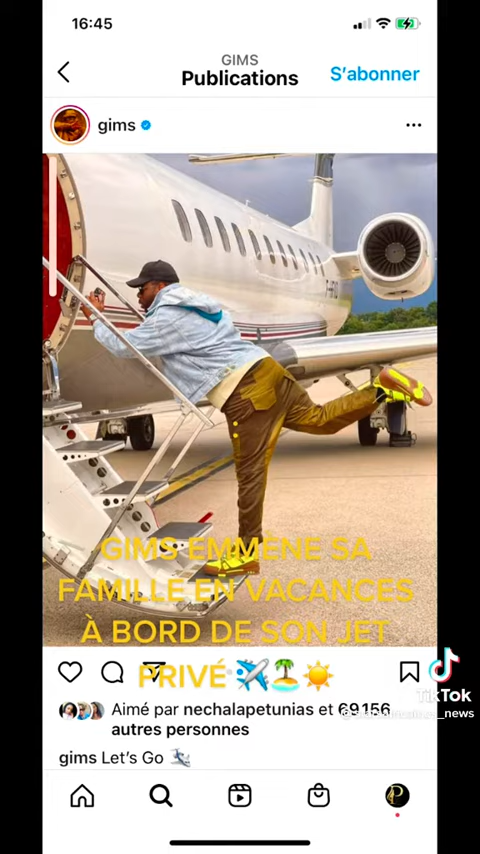 16:45
GIMS
Publications
S'abonner
gims
GIMS EMMÈNE SA
FAMILLE EN VACANCES
À BORD DE SON JET
PRIVÉ ✈️🏝️☀️
TikTok
Aimé par nechalapetunias et 69 156
autres personnes
gims Let's Go